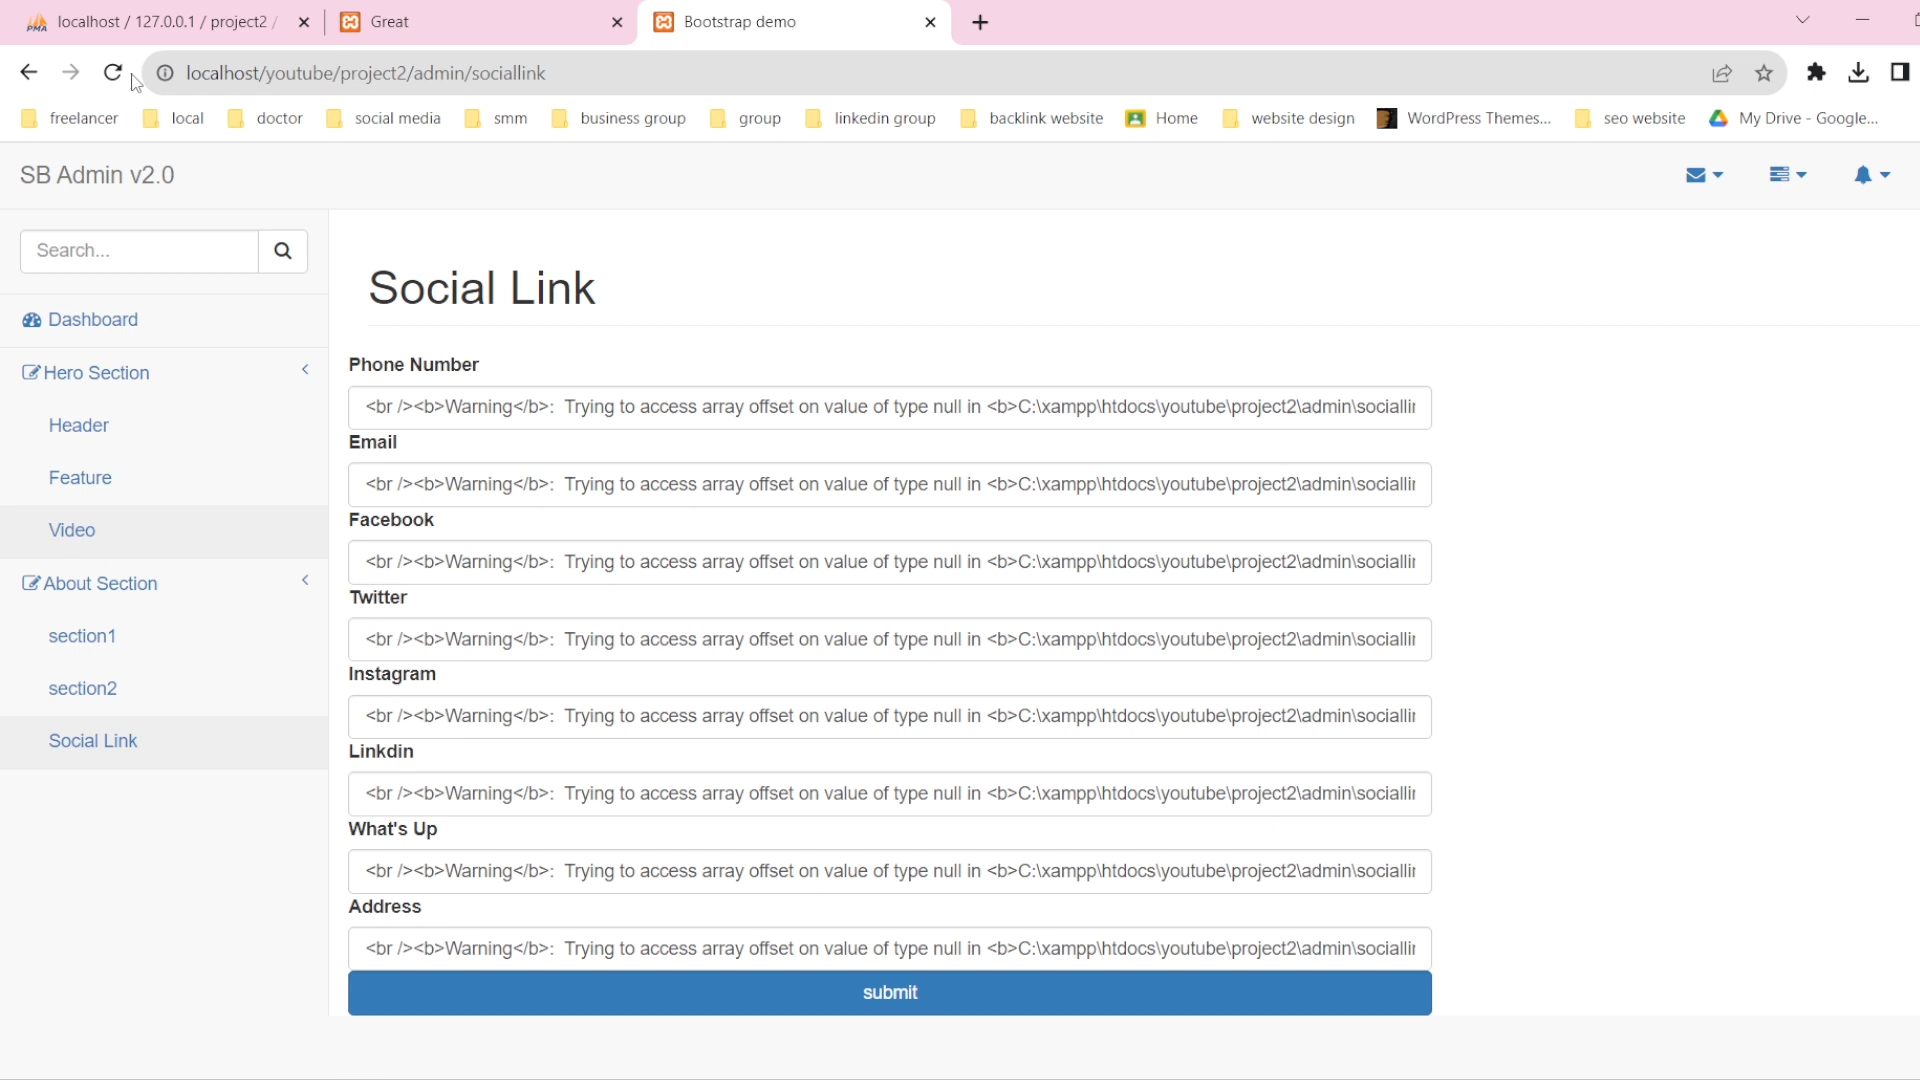 localhost / 127.0.0.1 / project2 /
Great
Bootstrap demo
localhost/youtube/project2/admin/sociallink
freelancer
local
doctor
social media
smm
business group
group
linkedin group
backlink website
Home
website design
WordPress Themes...
seo website
My Drive - Google...
SB Admin v2.0
Search...
Dashboard
Hero Section
Header
Feature
Video
About Section
section1
section2
Social Link
Social Link
Phone Number
<br /><b>Warning</b>:  Trying to access array offset on value of type null in <b>C:\xampp\htdocs\youtube\project2\admin\sociallin
Email
<br /><b>Warning</b>:  Trying to access array offset on value of type null in <b>C:\xampp\htdocs\youtube\project2\admin\sociallin
Facebook
<br /><b>Warning</b>:  Trying to access array offset on value of type null in <b>C:\xampp\htdocs\youtube\project2\admin\sociallin
Twitter
<br /><b>Warning</b>:  Trying to access array offset on value of type null in <b>C:\xampp\htdocs\youtube\project2\admin\sociallin
Instagram
<br /><b>Warning</b>:  Trying to access array offset on value of type null in <b>C:\xampp\htdocs\youtube\project2\admin\sociallin
Linkdin
<br /><b>Warning</b>:  Trying to access array offset on value of type null in <b>C:\xampp\htdocs\youtube\project2\admin\sociallin
What's Up
<br /><b>Warning</b>:  Trying to access array offset on value of type null in <b>C:\xampp\htdocs\youtube\project2\admin\sociallin
Address
<br /><b>Warning</b>:  Trying to access array offset on value of type null in <b>C:\xampp\htdocs\youtube\project2\admin\sociallin
submit